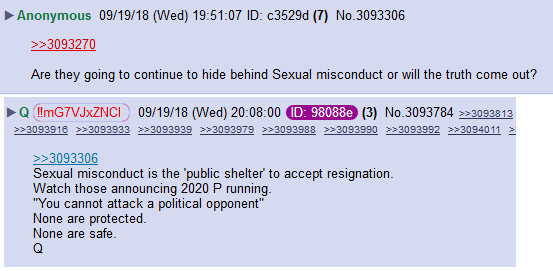 ▶ Anonymous 09/19/18 (Wed) 19:51:07 ID: c3529d (7) No.3093306
>>3093270
Are they going to continue to hide behind Sexual misconduct or will the truth come out?
▶ Q !!mG7VJxZNCI 09/19/18 (Wed) 20:08:00 ID: 98088e (3) No.3093784 >>3093813
>>3093916 >>3093933 >>3093939 >>3093979 >>3093988 >>3093990 >>3093992 >>3094011 >
>>3093306
Sexual misconduct is the 'public shelter' to accept resignation.
Watch those announcing 2020 P running.
"You cannot attack a political opponent"
None are protected.
None are safe.
Q